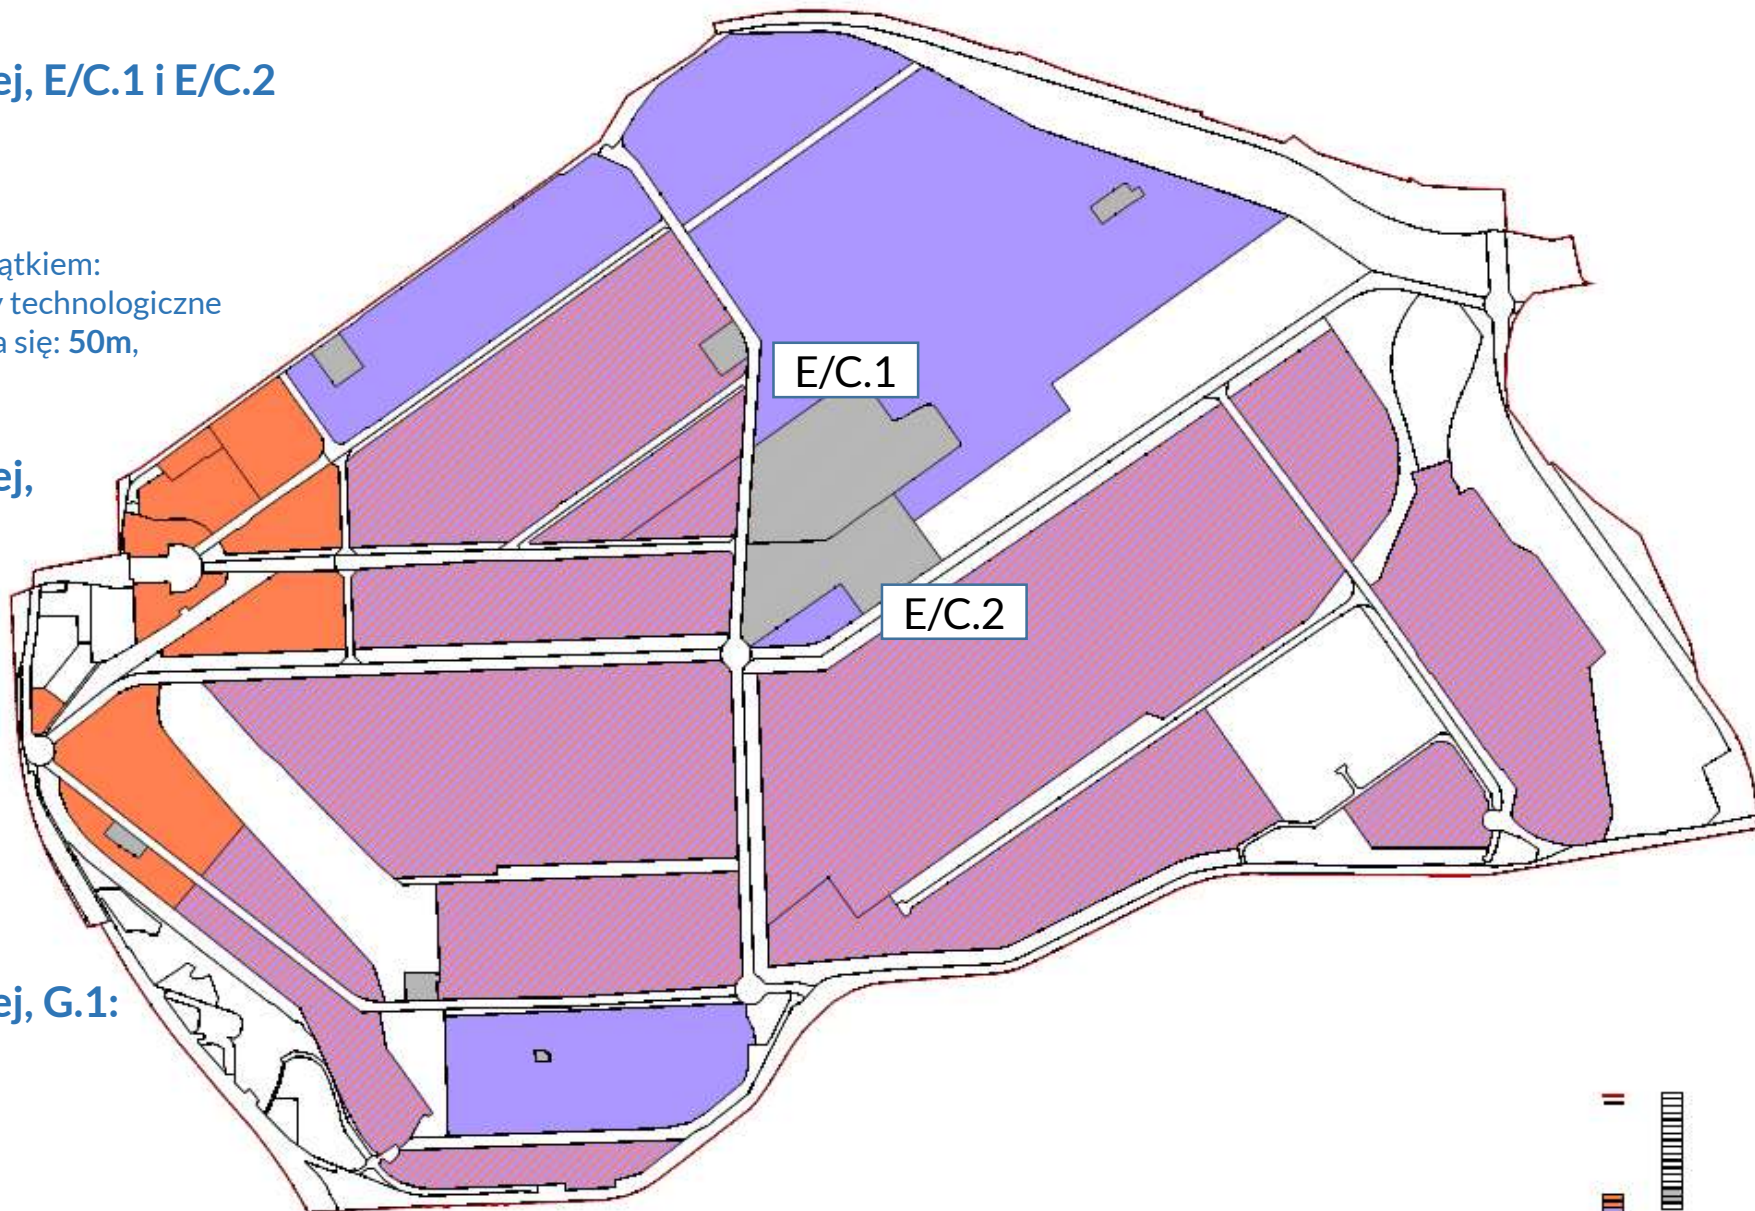 ej, E/C.1 i E/C.2
ątkiem:
y technologiczne
a się: 50m,
E/C.1
ej,
E/C.2
ej, G.1: